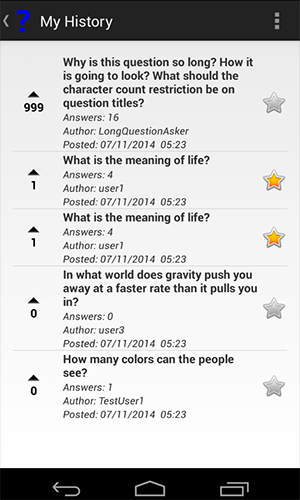 ? My History
Why is this question so long? How it
is going to look? What should the
character count restriction be on
question titles?
999
Answers: 16
Author: LongQuestionAsker
Posted: 07/11/2014 05:23
What is the meaning of life?
1
Answers: 4
Author: user1
Posted: 07/11/2014 05:23
What is the meaning of life?
1
Answers: 4
Author: user1
Posted: 07/11/2014 05:23
In what world does gravity push you
away at a faster rate than it pulls you
in?
0
Answers: 0
Author: user3
Posted: 07/11/2014 05:23
How many colors can the people
see?
0
Answers: 1
Author: TestUser1
Posted: 07/11/2014 05:23